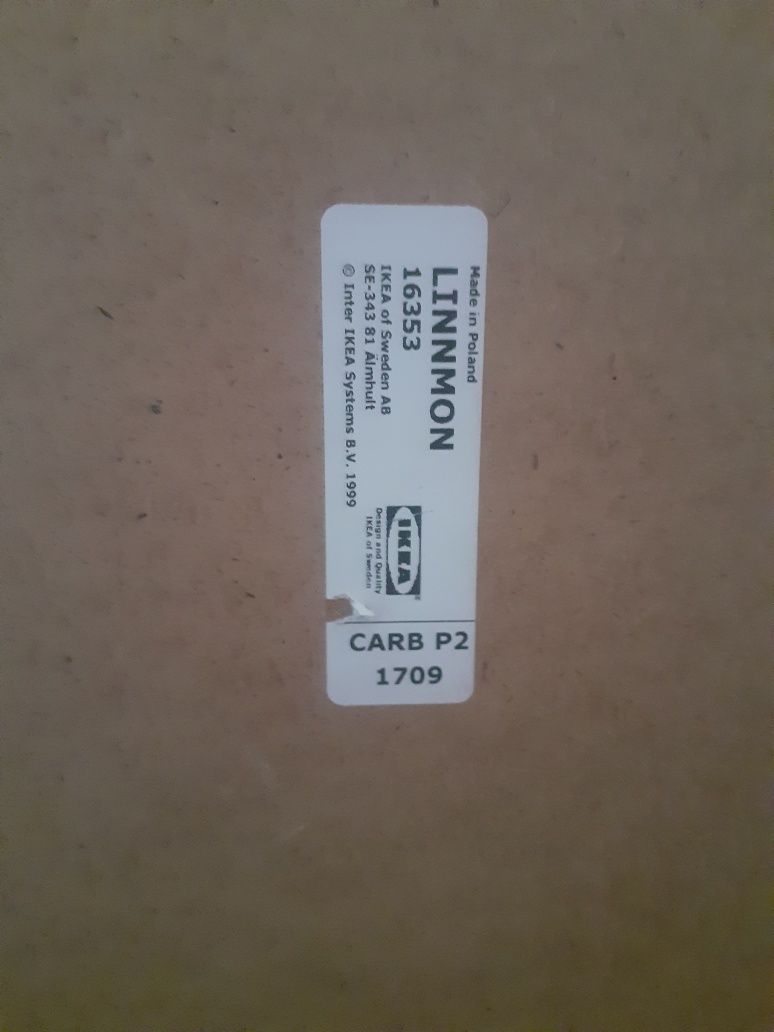 Made in Poland
LINNMON
16353
IKEA of Sweden AB
SE-343 81 Älmhult
© Inter IKEA Systems B.V. 1999
IKEA®
Design and Quality
IKEA of Sweden
CARB P2
1709